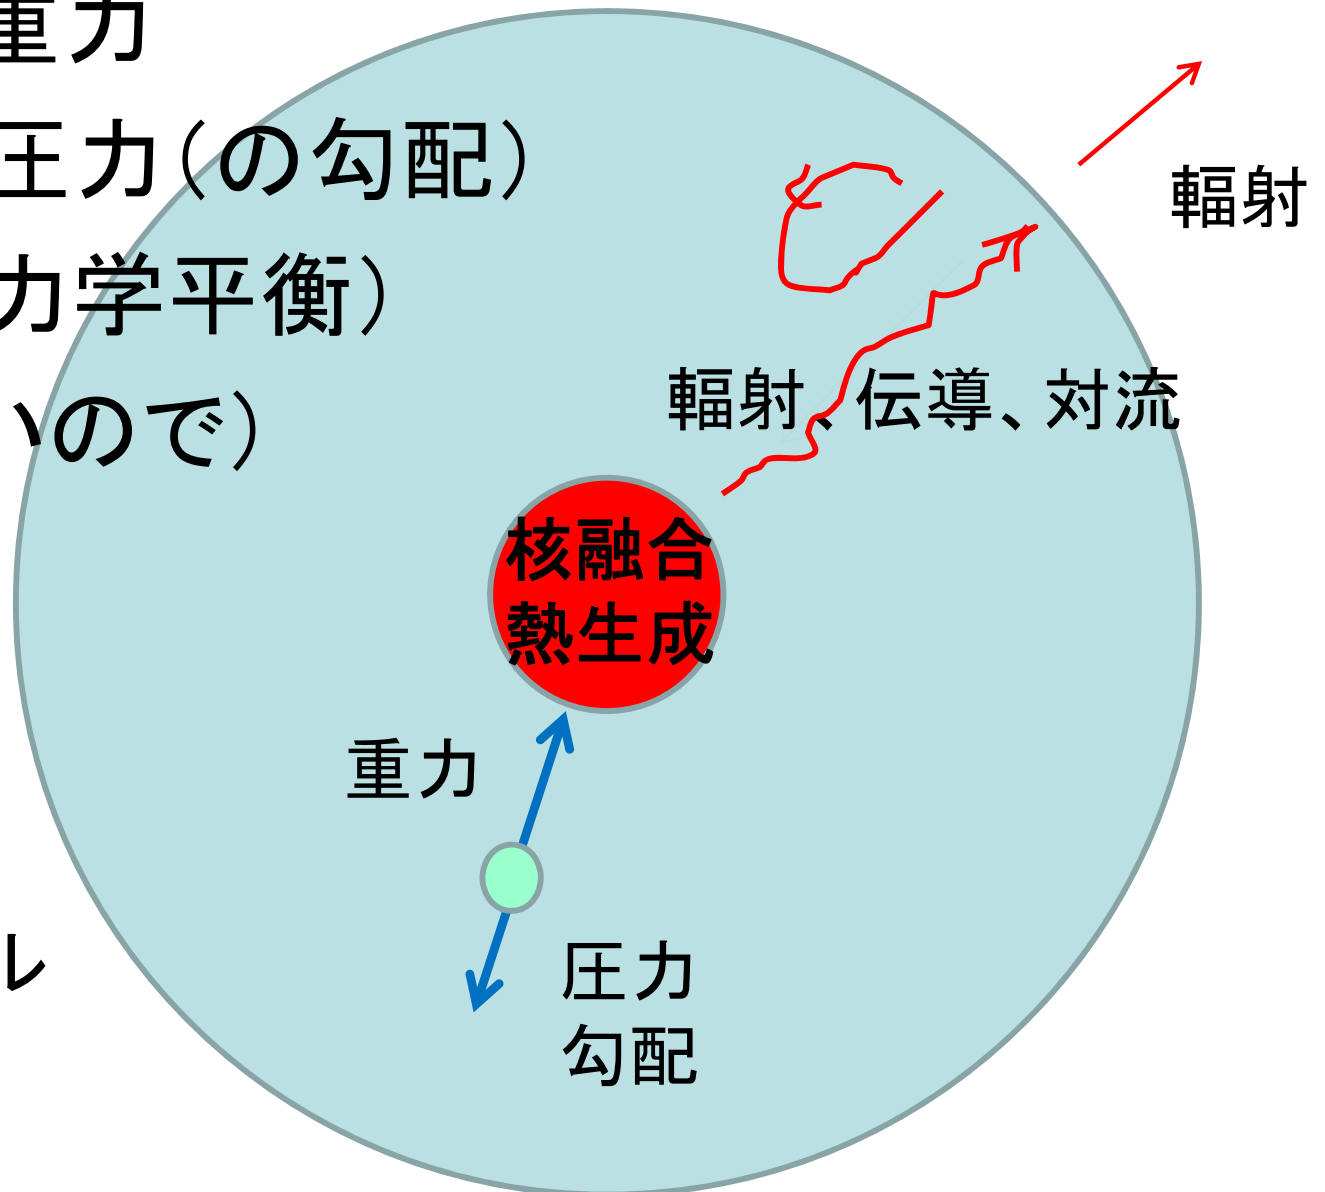 重力
圧力(の勾配)
力学平衡)
いので)
輻射
輻射、伝導、対流
核融合
熱生成
重力
圧力
勾配
ル